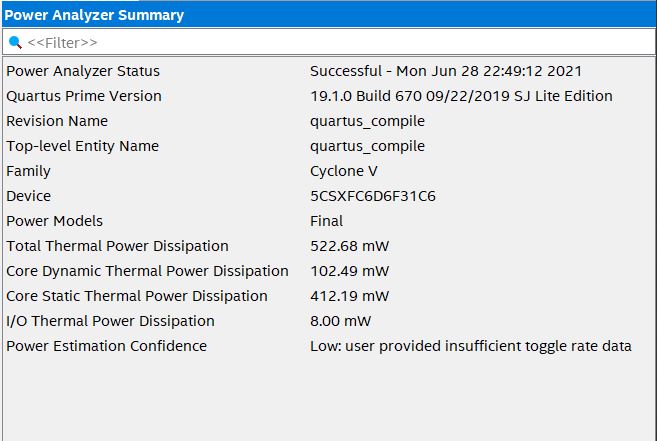 Power Analyzer Summary
<<Filter>>
Power Analyzer Status Successful - Mon Jun 28 22:49:12 2021
Quartus Prime Version 19.1.0 Build 670 09/22/2019 SJ Lite Edition
Revision Name quartus_compile
Top-level Entity Name quartus_compile
Family Cyclone V
Device 5CSXFC6D6F31C6
Power Models Final
Total Thermal Power Dissipation 522.68 mW
Core Dynamic Thermal Power Dissipation 102.49 mW
Core Static Thermal Power Dissipation 412.19 mW
I/O Thermal Power Dissipation 8.00 mW
Power Estimation Confidence Low: user provided insufficient toggle rate data